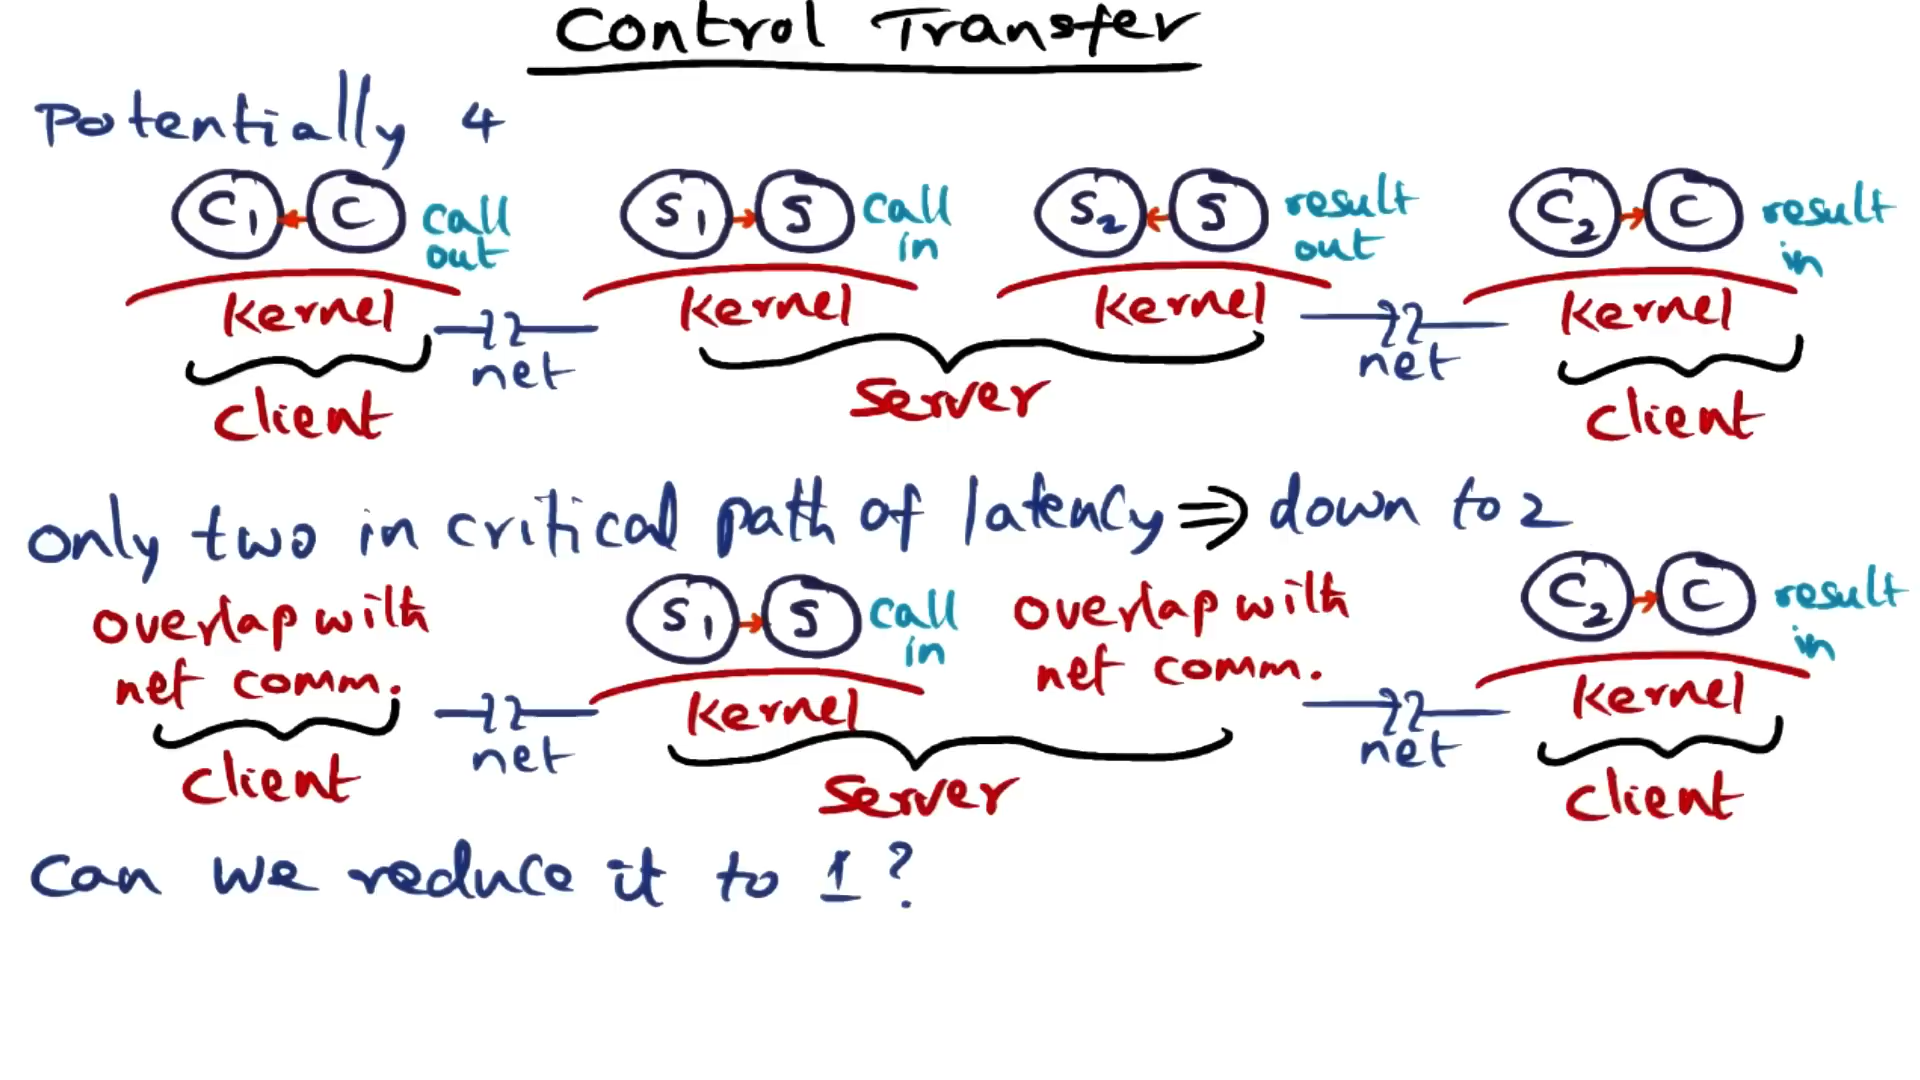 Control Transfer
Potentially 4
C1 C call out
S1 S call in
S2 S result out
C2 C result in
kernel kernel kernel kernel
net net
client server client
only two in critical path of latency ⇒ down to 2
overlap with net comm.
S1 S call in
overlap with net comm.
C2 C result in
kernel kernel
net net
client server client
can we reduce it to 1?